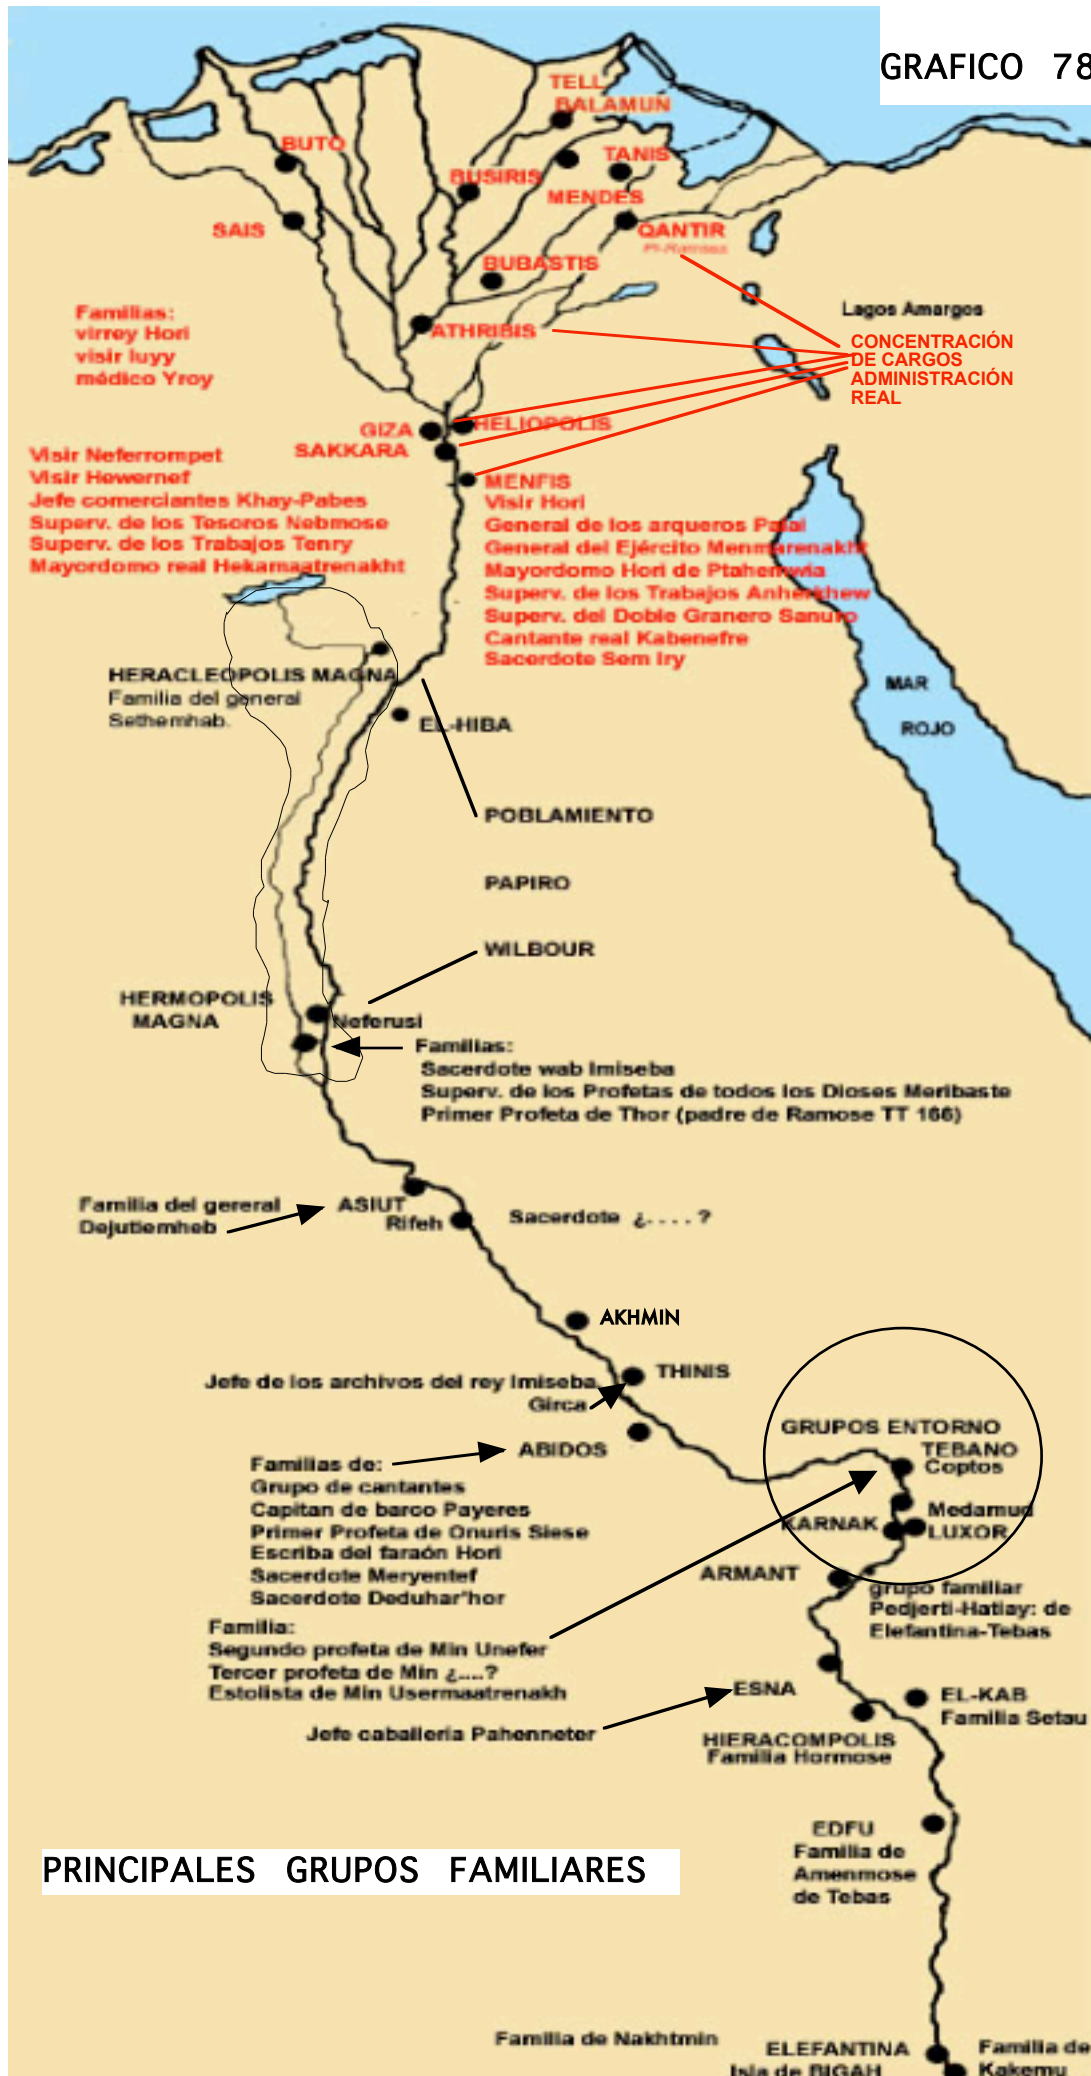 GRAFICO 78
TELL
BALAMUN
BUTO
TANIS
BUSIRIS
MENDES
SAIS
QANTIR
Pi-Ramses
BUBASTIS
Familias:
virrey Hori
visir Iuyy
médico Yroy
ATHRIBIS
Lagos Amargos
CONCENTRACIÓN
DE CARGOS
ADMINISTRACIÓN
REAL
GIZA
HELIOPOLIS
SAKKARA
Visir Neferrompet
Visir Hewernef
Jefe comerciantes Khay-Pabes
Superv. de los Tesoros Nebmose
Superv. de los Trabajos Tenry
Mayordomo real Hekamaatrenakht
MENFIS
Visir Hori
General de los arqueros Pasai
General del Ejército Menmarenakht
Mayordomo Hori de Ptahemwia
Superv. de los Trabajos Anherkhew
Superv. del Doble Granero Sanuro
Cantante real Kabenefre
Sacerdote Sem Iry
HERACLEOPOLIS MAGNA
Familia del general
Sethemhab.
EL-HIBA
MAR
ROJO
POBLAMIENTO
PAPIRO
WILBOUR
HERMOPOLIS
MAGNA
Neferusi
Familias:
Sacerdote wab Imiseba
Superv. de los Profetas de todos los Dioses Meribaste
Primer Profeta de Thor (padre de Ramose TT 166)
Familia del gereral
Dejutiemheb
ASIUT
Rifeh
Sacerdote ¿....?
AKHMIN
THINIS
Jefe de los archivos del rey Imiseba.
Girca
ABIDOS
Familias de:
Grupo de cantantes
Capitan de barco Payeres
Primer Profeta de Onuris Siese
Escriba del faraón Hori
Sacerdote Meryentef
Sacerdote Deduhar'hor
GRUPOS ENTORNO
TEBANO
Coptos
Medamud
KARNAK
LUXOR
ARMANT
grupo familiar
Pedjerti-Hatiay: de
Elefantina-Tebas
Familia:
Segundo profeta de Min Unefer
Tercer profeta de Min ¿....?
Estolista de Min Usermaatrenakh
ESNA
Jefe caballeria Pahenneter
EL-KAB
Familia Setau
HIERACOMPOLIS
Familia Hormose
EDFU
Familia de
Amenmose
de Tebas
PRINCIPALES GRUPOS FAMILIARES
Familia de Nakhtmin
ELEFANTINA
Isla de BIGAH
Familia de
Kakemu